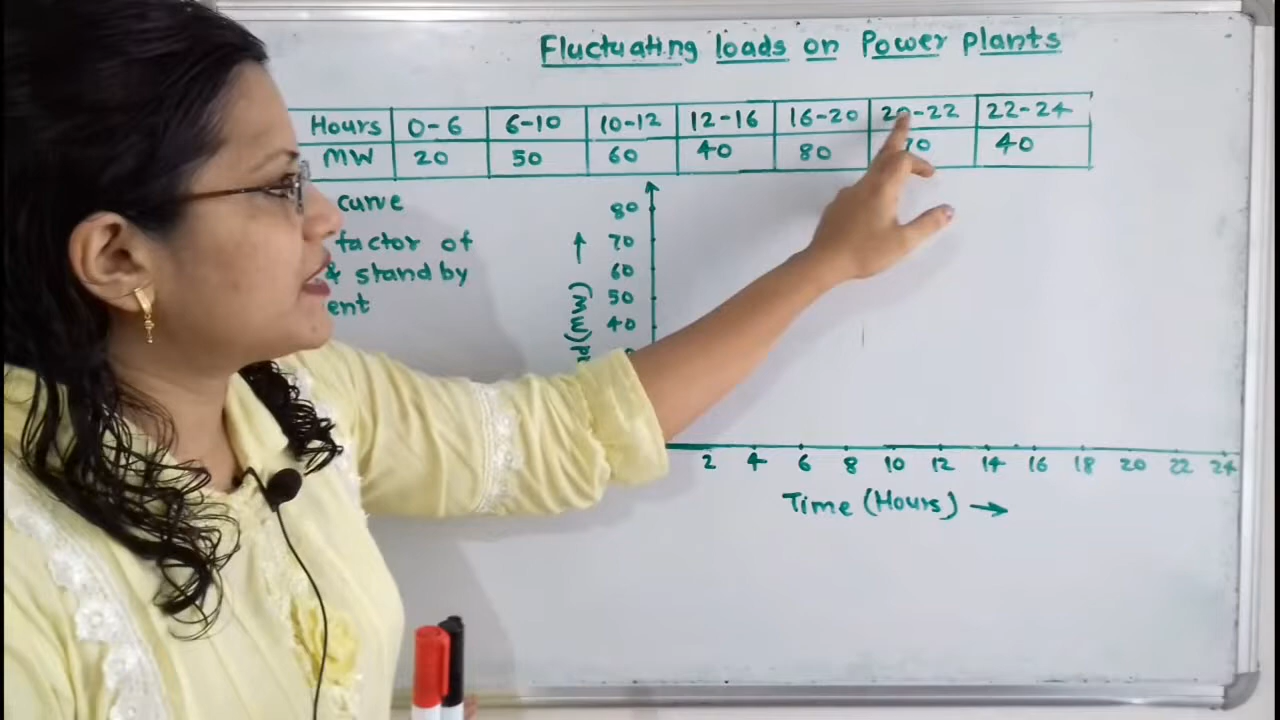 Fluctuating loads on Power plants
Hours 0-6 6-10 10-12 12-16 16-20 20-22 22-24
MW 20 50 60 40 80 70 40
curve
factor of
& stand by
80
70
60
50
40
(MW)
2 4 6 8 10 12 14 16 18 20 22 24
Time (Hours) →